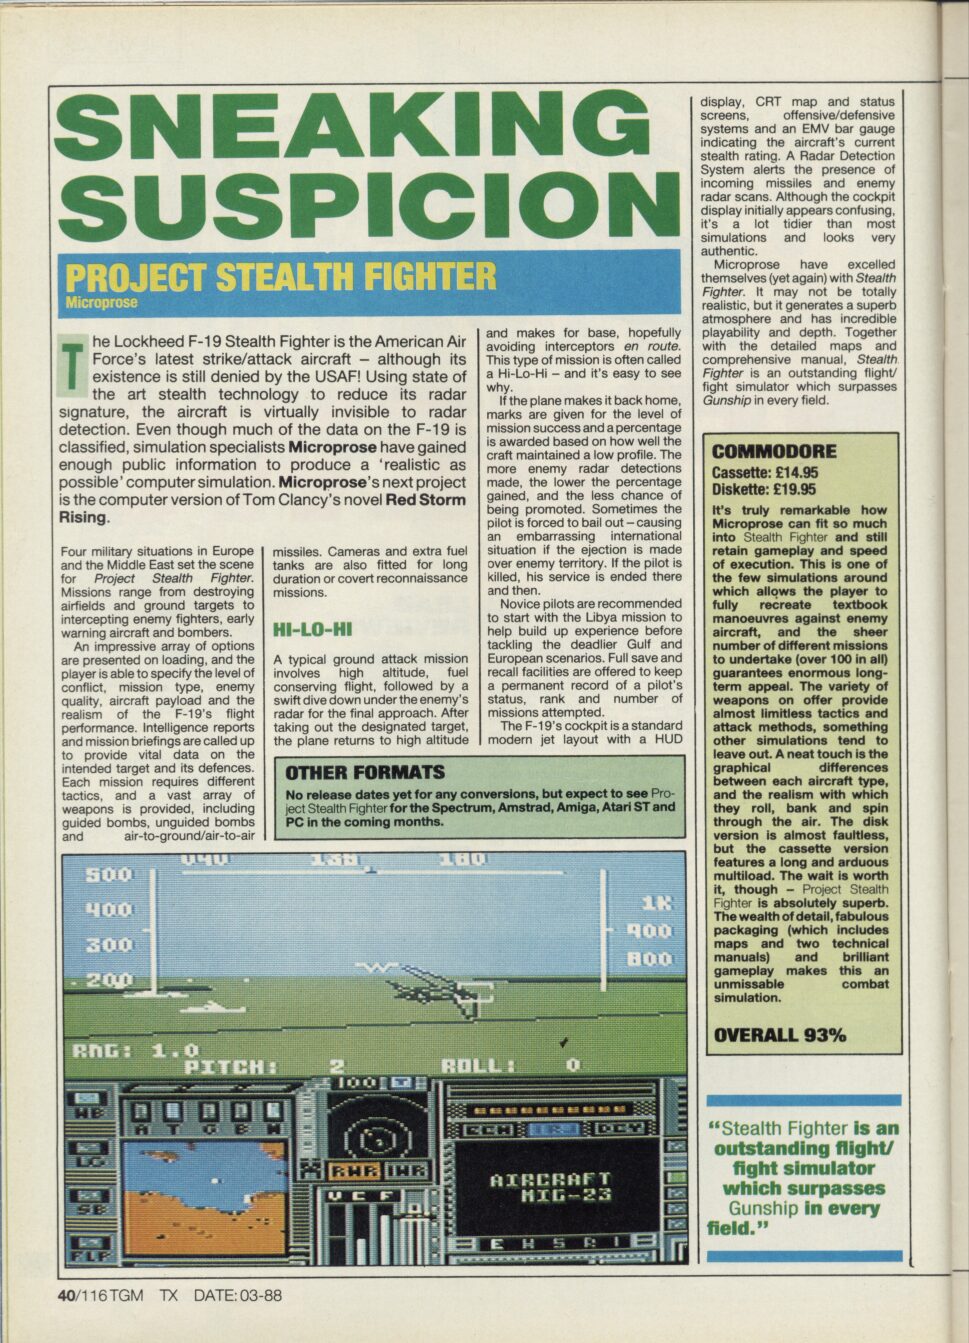 SNEAKING
SUSPICION
PROJECT STEALTH FIGHTER
Microprose
The Lockheed F-19 Stealth Fighter is the American Air
Force's latest strike/attack aircraft – although its
existence is still denied by the USAF! Using state of
the art stealth technology to reduce its radar
signature, the aircraft is virtually invisible to radar
detection. Even though much of the data on the F-19 is
classified, simulation specialists Microprose have gained
enough public information to produce a 'realistic as
possible' computer simulation. Microprose's next project
is the computer version of Tom Clancy's novel Red Storm
Rising.
Four military situations in Europe
and the Middle East set the scene
for Project Stealth Fighter.
Missions range from destroying
airfields and ground targets to
intercepting enemy fighters, early
warning aircraft and bombers.
An impressive array of options
are presented on loading, and the
player is able to specify the level of
conflict, mission type, enemy
quality, aircraft payload and the
realism of the F-19's flight
performance. Intelligence reports
and mission briefings are called up
to provide vital data on the
intended target and its defences.
Each mission requires different
tactics, and a vast array of
weapons is provided, including
guided bombs, unguided bombs
and air-to-ground/air-to-air
missiles. Cameras and extra fuel
tanks are also fitted for long
duration or covert reconnaissance
missions.
HI-LO-HI
A typical ground attack mission
involves high altitude, fuel
conserving flight, followed by a
swift dive down under the enemy's
radar for the final approach. After
taking out the designated target,
the plane returns to high altitude
and makes for base, hopefully
avoiding interceptors en route.
This type of mission is often called
a Hi-Lo-Hi – and it's easy to see
why.
If the plane makes it back home,
marks are given for the level of
mission success and a percentage
is awarded based on how well the
craft maintained a low profile. The
more enemy radar detections
made, the lower the percentage
gained, and the less chance of
being promoted. Sometimes the
pilot is forced to bail out – causing
an embarrassing international
situation if the ejection is made
over enemy territory. If the pilot is
killed, his service is ended there
and then.
Novice pilots are recommended
to start with the Libya mission to
help build up experience before
tackling the deadlier Gulf and
European scenarios. Full save and
recall facilities are offered to keep
a permanent record of a pilot's
status, rank and number of
missions attempted.
The F-19's cockpit is a standard
modern jet layout with a HUD
display, CRT map and status
screens, offensive/defensive
systems and an EMV bar gauge
indicating the aircraft's current
stealth rating. A Radar Detection
System alerts the presence of
incoming missiles and enemy
radar scans. Although the cockpit
display initially appears confusing,
it's a lot tidier than most
simulations and looks very
authentic.
Microprose have excelled
themselves (yet again) with Stealth
Fighter. It may not be totally
realistic, but it generates a superb
atmosphere and has incredible
playability and depth. Together
with the detailed maps and
comprehensive manual, Stealth
Fighter is an outstanding flight/
fight simulator which surpasses
Gunship in every field.
OTHER FORMATS
No release dates yet for any conversions, but expect to see Pro-
ject Stealth Fighter for the Spectrum, Amstrad, Amiga, Atari ST and
PC in the coming months.
COMMODORE
Cassette: £14.95
Diskette: £19.95
It's truly remarkable how
Microprose can fit so much
into Stealth Fighter and still
retain gameplay and speed
of execution. This is one of
the few simulations around
which allows the player to
fully recreate textbook
manoeuvres against enemy
aircraft, and the sheer
number of different missions
to undertake (over 100 in all)
guarantees enormous long-
term appeal. The variety of
weapons on offer provide
almost limitless tactics and
attack methods, something
other simulations tend to
leave out. A neat touch is the
graphical differences
between each aircraft type,
and the realism with which
they roll, bank and spin
through the air. The disk
version is almost faultless,
but the cassette version
features a long and arduous
multiload. The wait is worth
it, though – Project Stealth
Fighter is absolutely superb.
The wealth of detail, fabulous
packaging (which includes
maps and two technical
manuals) and brilliant
gameplay makes this an
unmissable combat
simulation.
OVERALL 93%
"Stealth Fighter is an
outstanding flight/
fight simulator
which surpasses
Gunship in every
field."
040 135 180
500
400
300
200
1K
900
800
RNG: 1.0
PITCH: 2 ROLL: 0
100
WB
LG
SB
FLP
A T G B W
RWR IWR
V C F
ECM IRJ DCY
AIRCRAFT
MIG-23
E H S R I
40/116 TGM TX DATE: 03-88